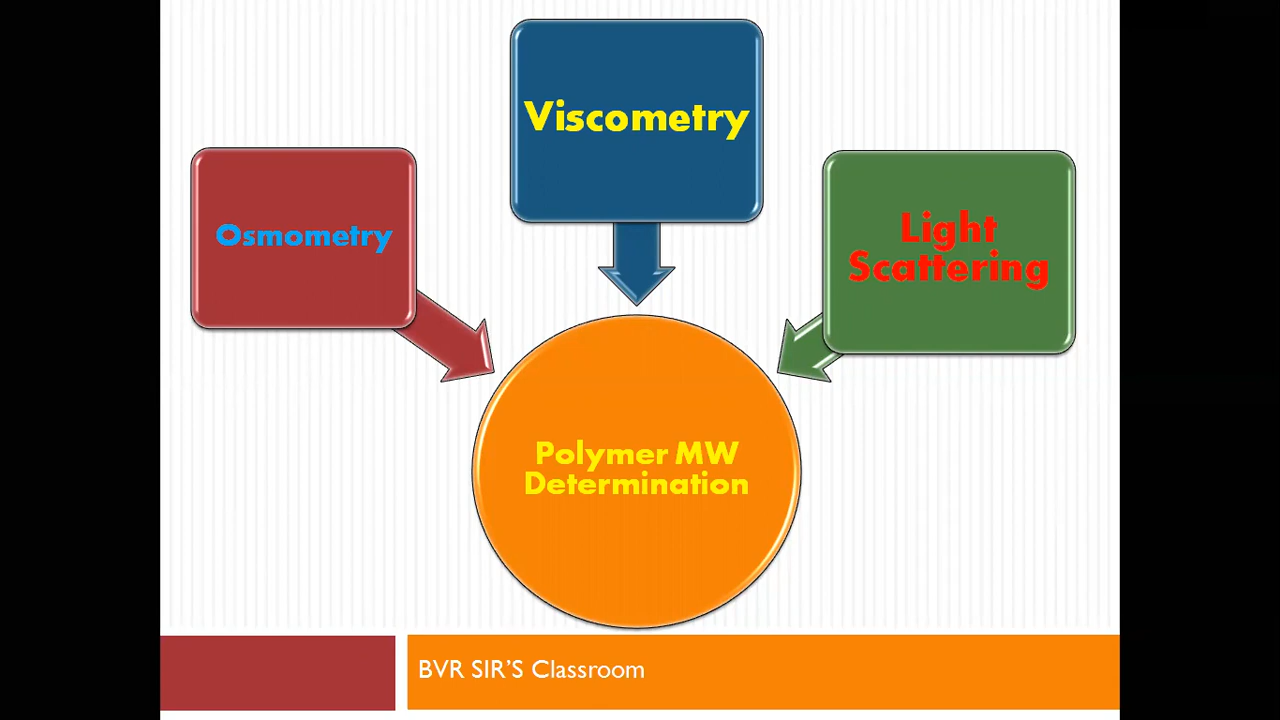 Viscometry
Osmometry
Light
Scattering
Polymer MW
Determination
BVR SIR'S Classroom